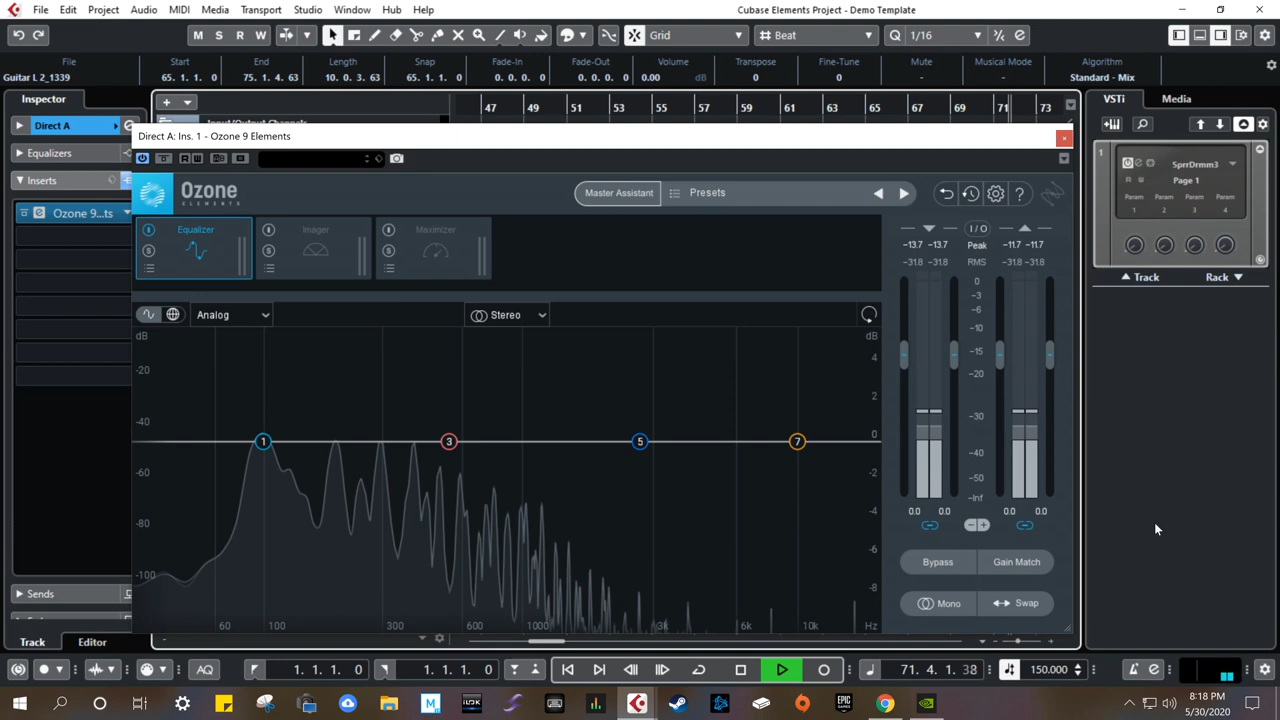 File Edit Project Audio MIDI Media Transport Studio Window Hub Help
Cubase Elements Project - Demo Template
M S R W Grid Beat Q 1/16
File Start End Length Snap Fade-In Fade-Out Volume Transpose Fine-Tune Mute Musical Mode Algorithm
Guitar L 2_1339 65. 1. 1. 0 75. 1. 4. 63 10. 0. 3. 63 65. 1. 1. 0 0. 0. 0. 0 0. 0. 0. 0 0.00 dB 0 0 - - Standard - Mix
Inspector
47 49 51 53 55 57 59 61 63 65 67 69 71 73
VSTi Media
Direct A
Input/Output Channels
Direct A: Ins. 1 - Ozone 9 Elements
Equalizers
Inserts
Ozone 9...ts
Sends
R W
Ozone
ELEMENTS
Master Assistant Presets
?
Equalizer Imager Maximizer
S S S
I / O
-13.7 -13.7 Peak -11.7 -11.7
-31.8 -31.8 RMS -31.8 -31.8
Analog Stereo
dB dB
-20 4
2
-40 0
-60 -2
-80 -4
-6
-100 -8
1 3 5 7
60 100 300 600 1000 3K 6k 10k Hz
0
-3
-6
-10
-15
-20
-30
-40
-50
-Inf
0.0 0.0 0.0 0.0
Bypass Gain Match
Mono Swap
1 SprrDrmm3
R W Page 1
Param Param Param Param
1 2 3 4
Track Rack
Track Editor
AQ 1. 1. 1. 0 1. 1. 1. 0 71. 4. 1. 38 150.000
M iLOK EPIC GAMES
8:18 PM
5/30/2020